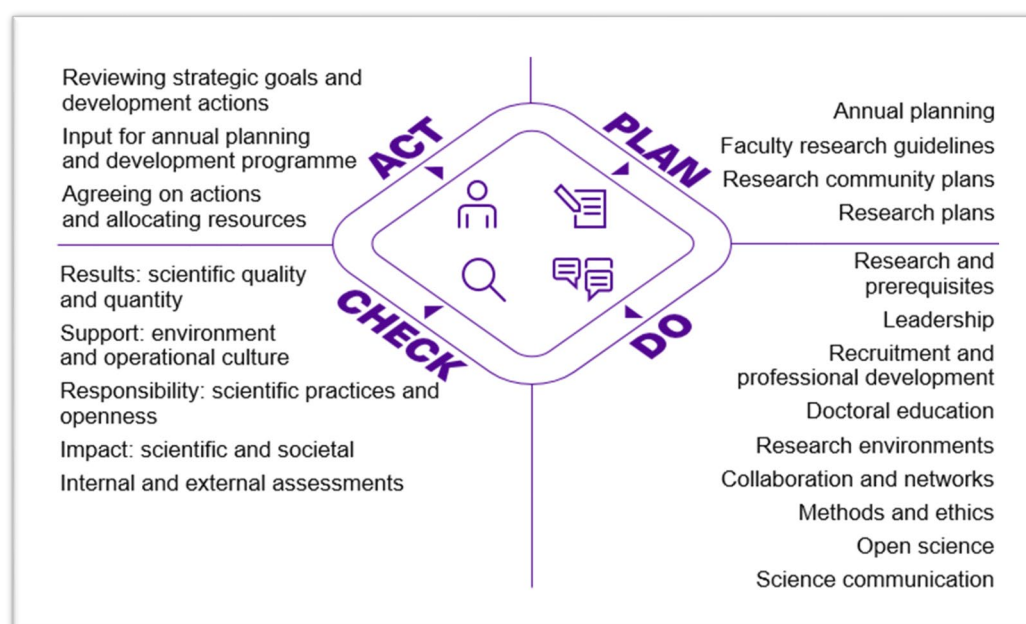 ACT
Reviewing strategic goals and
development actions
Input for annual planning
and development programme
Agreeing on actions
and allocating resources
PLAN
Annual planning
Faculty research guidelines
Research community plans
Research plans
CHECK
Results: scientific quality
and quantity
Support: environment
and operational culture
Responsibility: scientific practices and
openness
Impact: scientific and societal
Internal and external assessments
DO
Research and
prerequisites
Leadership
Recruitment and
professional development
Doctoral education
Research environments
Collaboration and networks
Methods and ethics
Open science
Science communication